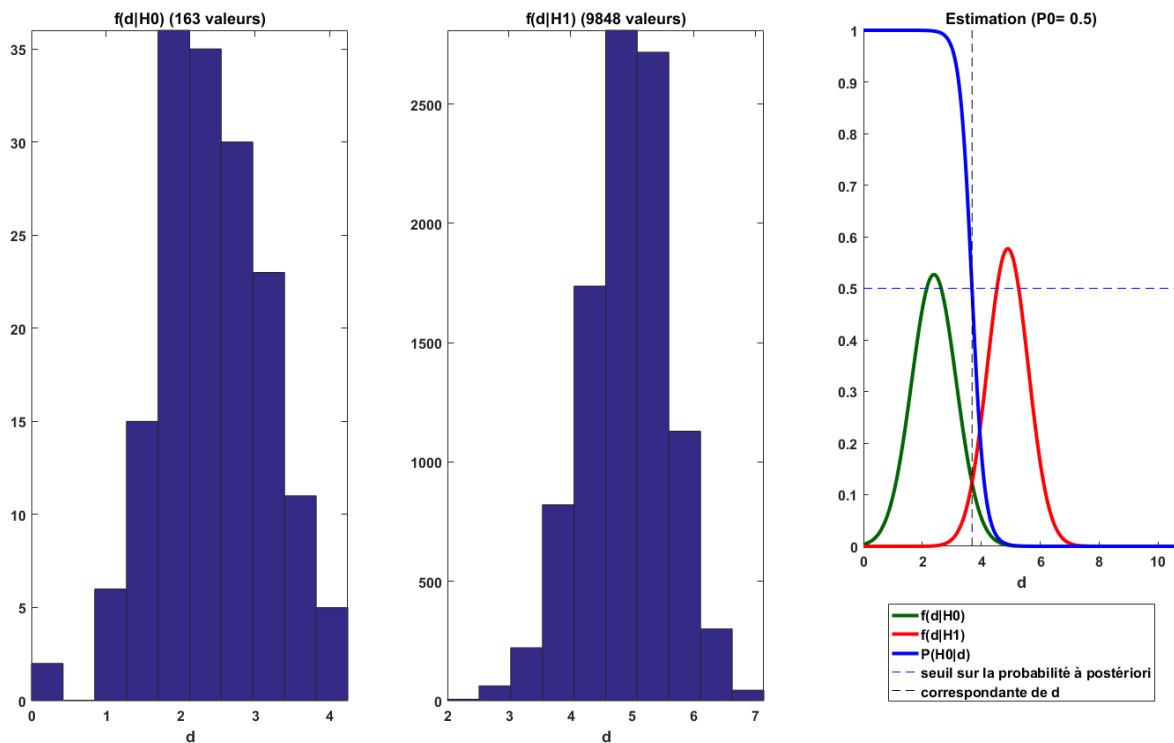 f(d|H0) (163 valeurs)
35
30
25
20
15
10
5
0
0 1 2 3 4
d
f(d|H1) (9848 valeurs)
2500
2000
1500
1000
500
0
2 3 4 5 6 7
d
Estimation (P0= 0.5)
1
0.9
0.8
0.7
0.6
0.5
0.4
0.3
0.2
0.1
0
0 2 4 6 8 10
d
f(d|H0)
f(d|H1)
P(H0|d)
seuil sur la probabilité à postériori
correspondante de d